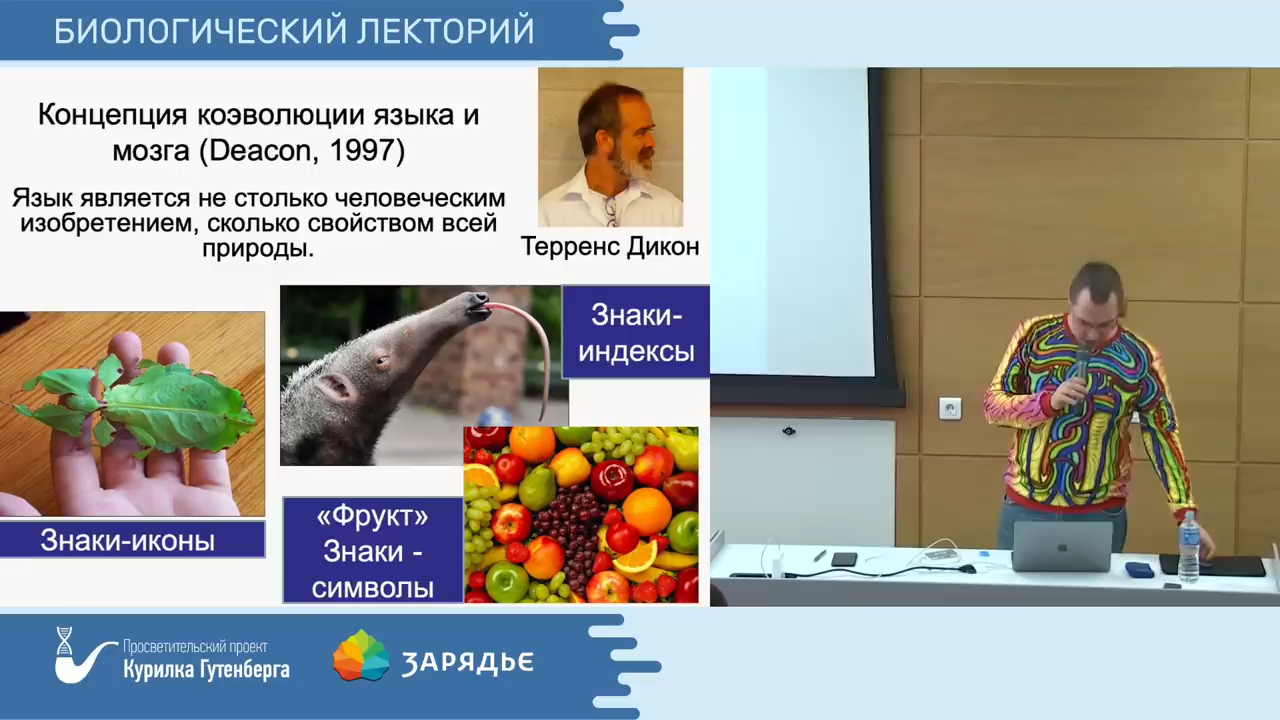 БИОЛОГИЧЕСКИЙ ЛЕКТОРИЙ
Концепция коэволюции языка и
мозга (Deacon, 1997)
Язык является не столько человеческим
изобретением, сколько свойством всей
природы.
Терренс Дикон
Знаки-
индексы
Знаки-иконы
«Фрукт»
Знаки -
символы
Просветительский проект
Курилка Гутенберга
ЗАРЯДЬЕ